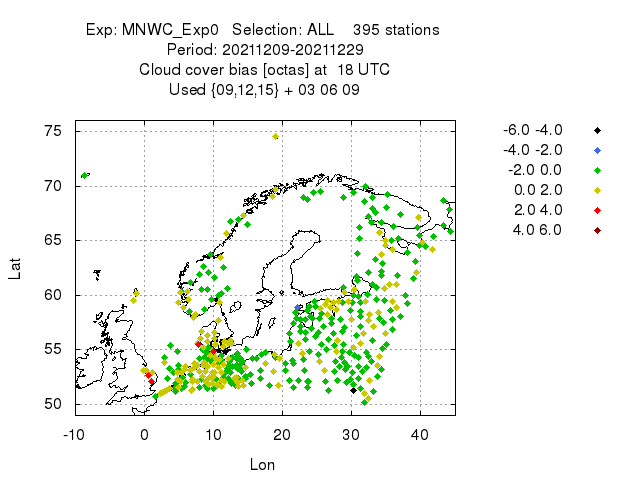 Exp: MNWC_Exp0   Selection: ALL    395 stations
Period: 20211209-20211229
Cloud cover bias [octas] at  18 UTC
Used {09,12,15} + 03 06 09
75
70
65
60
55
50
-10 0 10 20 30 40
Lat
Lon
-6.0 -4.0
-4.0 -2.0
-2.0 0.0
0.0 2.0
2.0 4.0
4.0 6.0